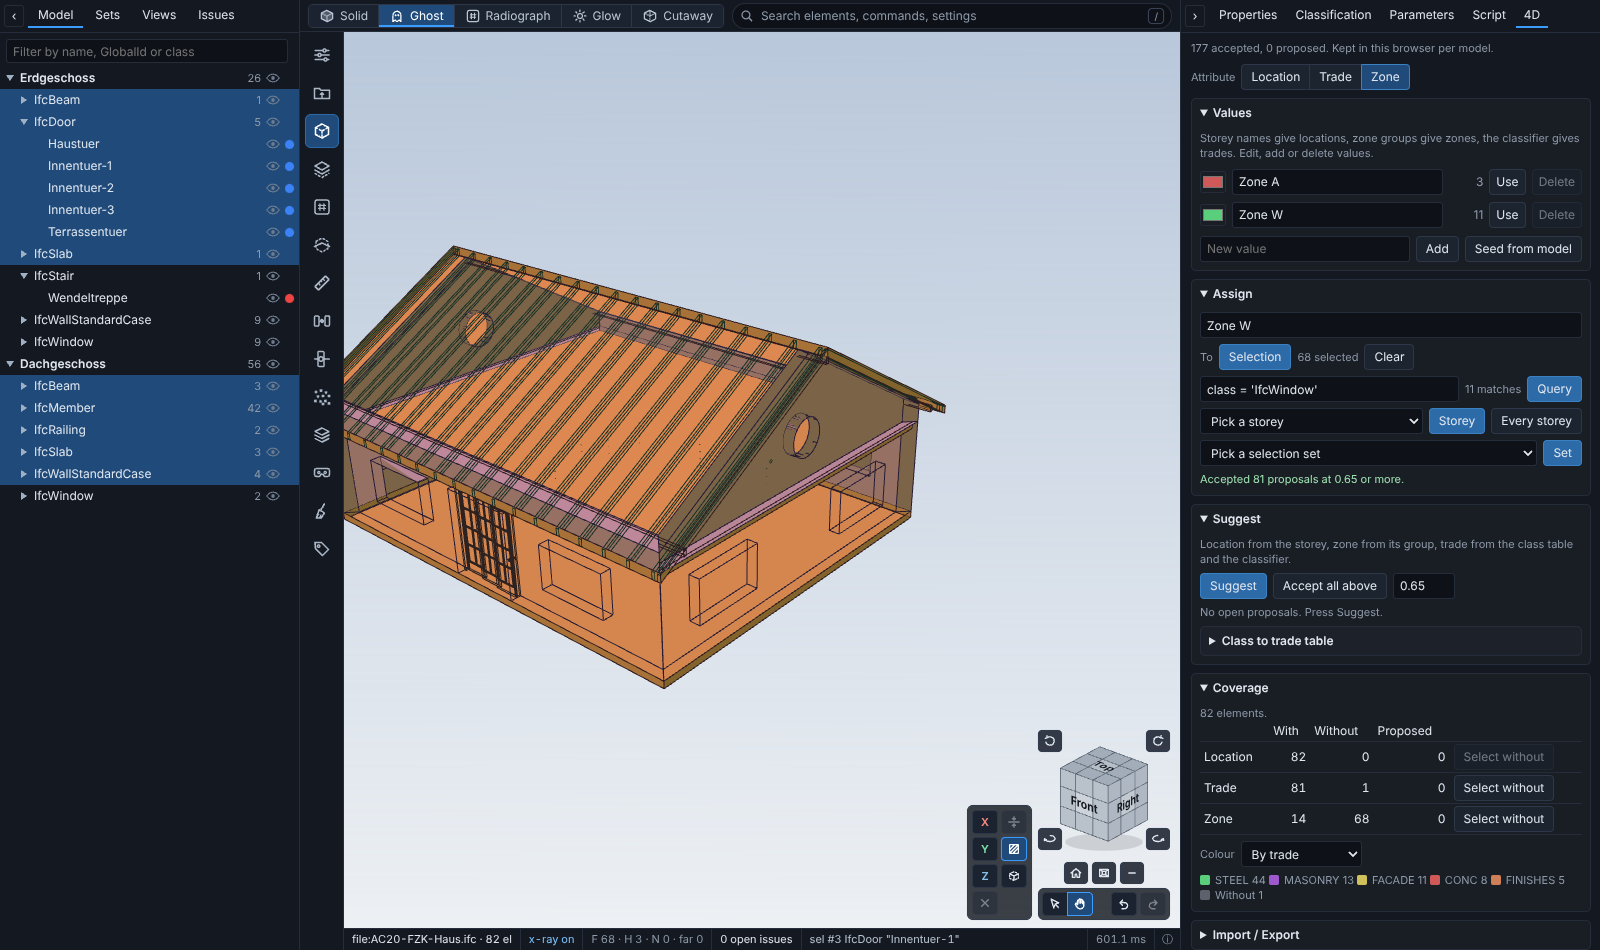 Model Sets Views Issues
Filter by name, GlobalId or class
Erdgeschoss 26
IfcBeam 1
IfcDoor 5
Haustuer
Innentuer-1
Innentuer-2
Innentuer-3
Terrassentuer
IfcSlab 1
IfcStair 1
Wendeltreppe
IfcWallStandardCase 9
IfcWindow 9
Dachgeschoss 56
IfcBeam 3
IfcMember 42
IfcRailing 2
IfcSlab 3
IfcWallStandardCase 4
IfcWindow 2
Solid Ghost Radiograph Glow Cutaway Search elements, commands, settings /
Top
Front Right
X
Y
Z
file:AC20-FZK-Haus.ifc · 82 el x-ray on F 68 · H 3 · N 0 · far 0 0 open issues sel #3 IfcDoor "Innentuer-1" 601.1 ms
Properties Classification Parameters Script 4D
177 accepted, 0 proposed. Kept in this browser per model.
Attribute Location Trade Zone
Values
Storey names give locations, zone groups give zones, the classifier gives
trades. Edit, add or delete values.
Zone A 3 Use Delete
Zone W 11 Use Delete
New value Add Seed from model
Assign
Zone W
To Selection 68 selected Clear
class = 'IfcWindow' 11 matches Query
Pick a storey Storey Every storey
Pick a selection set Set
Accepted 81 proposals at 0.65 or more.
Suggest
Location from the storey, zone from its group, trade from the class table
and the classifier.
Suggest Accept all above 0.65
No open proposals. Press Suggest.
Class to trade table
Coverage
82 elements.
With Without Proposed
Location 82 0 0 Select without
Trade 81 1 0 Select without
Zone 14 68 0 Select without
Colour By trade
STEEL 44 MASONRY 13 FACADE 11 CONC 8 FINISHES 5
Without 1
Import / Export